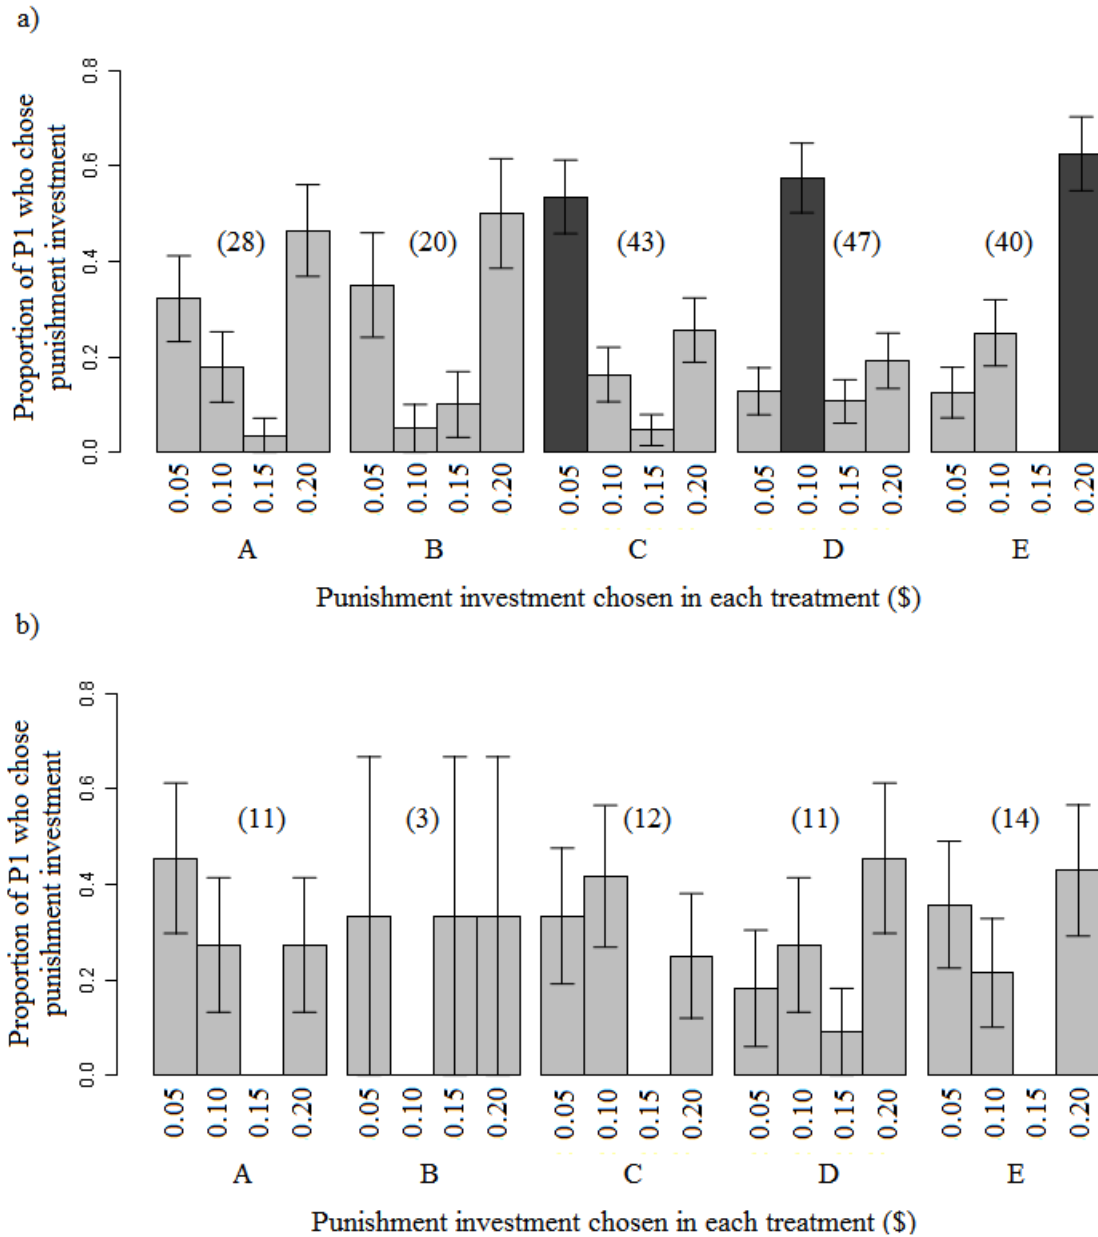 a)
Proportion of P1 who chose
punishment investment
0.0 0.2 0.4 0.6 0.8
(28) (20) (43) (47) (40)
0.05 0.10 0.15 0.20 0.05 0.10 0.15 0.20 0.05 0.10 0.15 0.20 0.05 0.10 0.15 0.20 0.05 0.10 0.15 0.20
A B C D E
Punishment investment chosen in each treatment ($)
b)
Proportion of P1 who chose
punishment investment
0.0 0.2 0.4 0.6 0.8
(11) (3) (12) (11) (14)
0.05 0.10 0.15 0.20 0.05 0.10 0.15 0.20 0.05 0.10 0.15 0.20 0.05 0.10 0.15 0.20 0.05 0.10 0.15 0.20
A B C D E
Punishment investment chosen in each treatment ($)